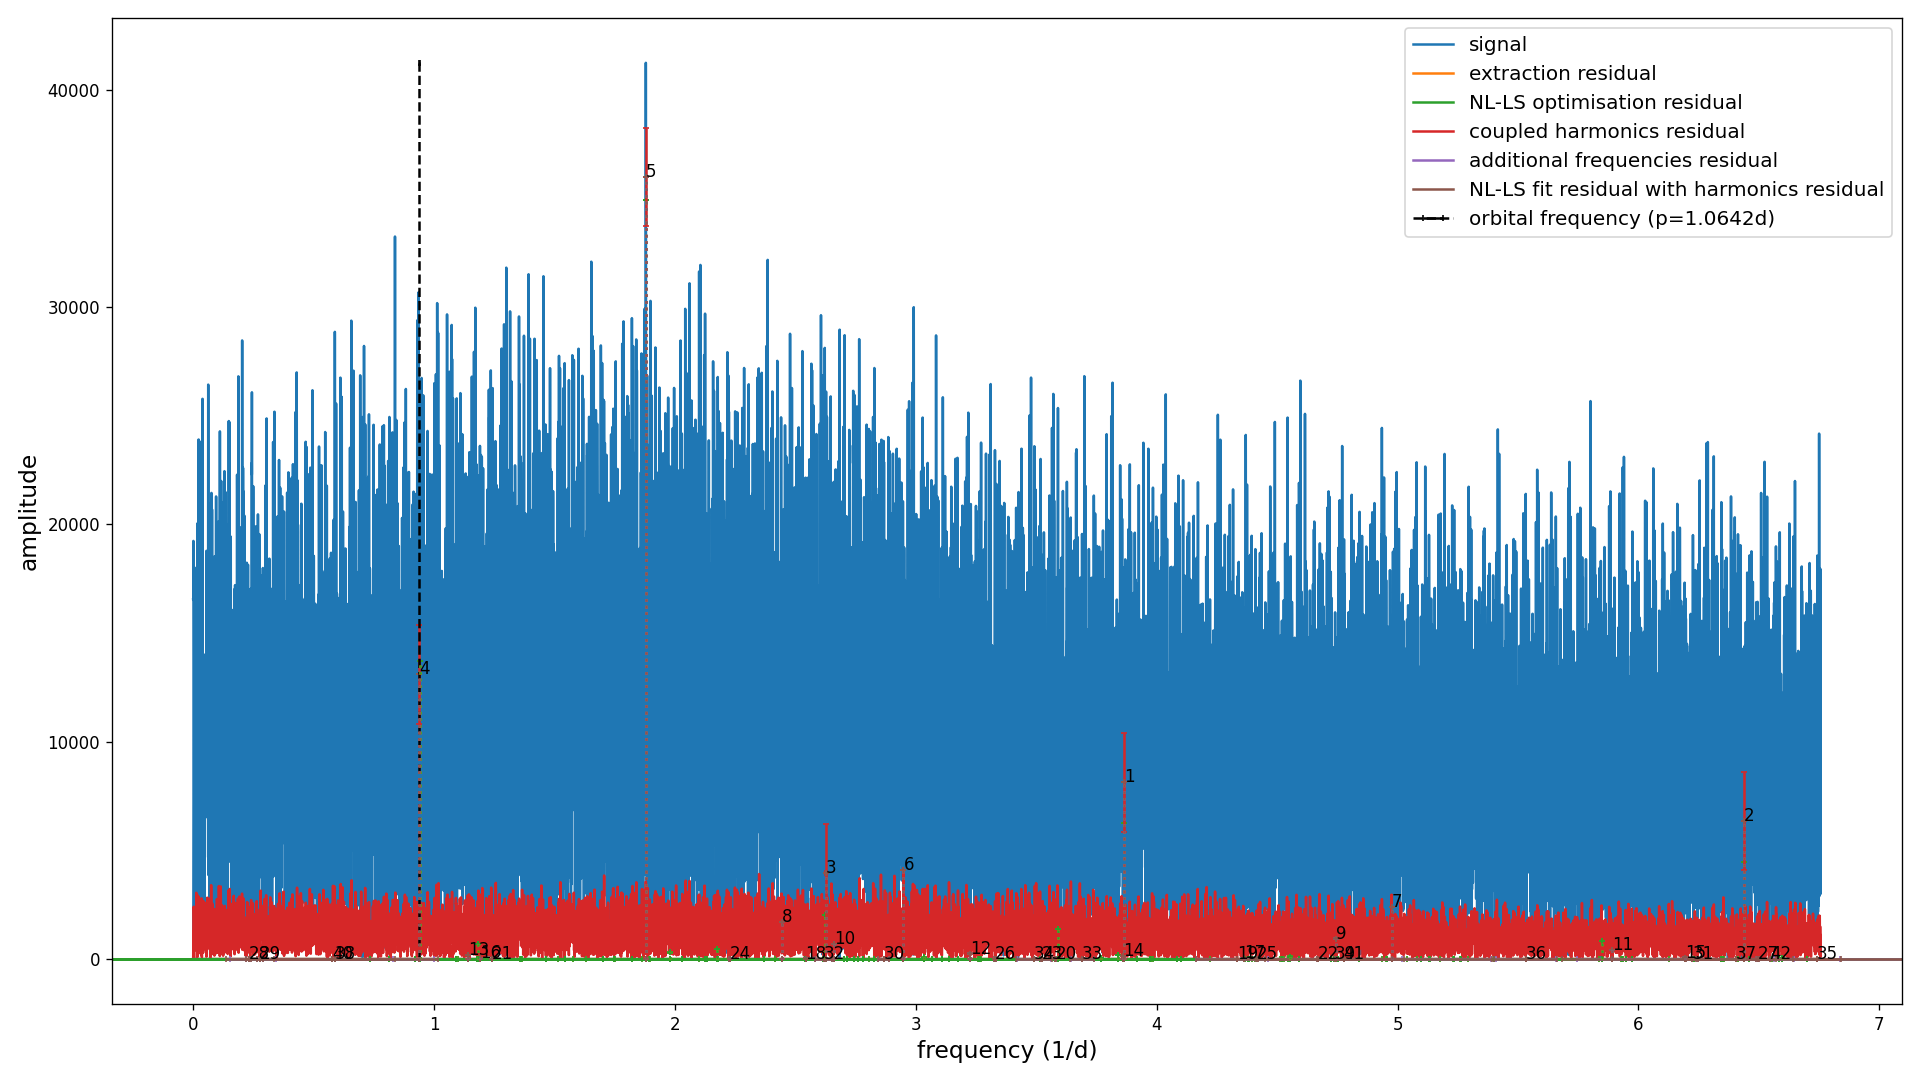 signal
extraction residual
NL-LS optimisation residual
coupled harmonics residual
additional frequencies residual
NL-LS fit residual with harmonics residual
orbital frequency (p=1.0642d)
amplitude
40000
30000
20000
10000
0
5
4
1
2
3
6
7
8
9
10
11
12
14
24
30
26
20
33
36
35
0 1 2 3 4 5 6 7
frequency (1/d)